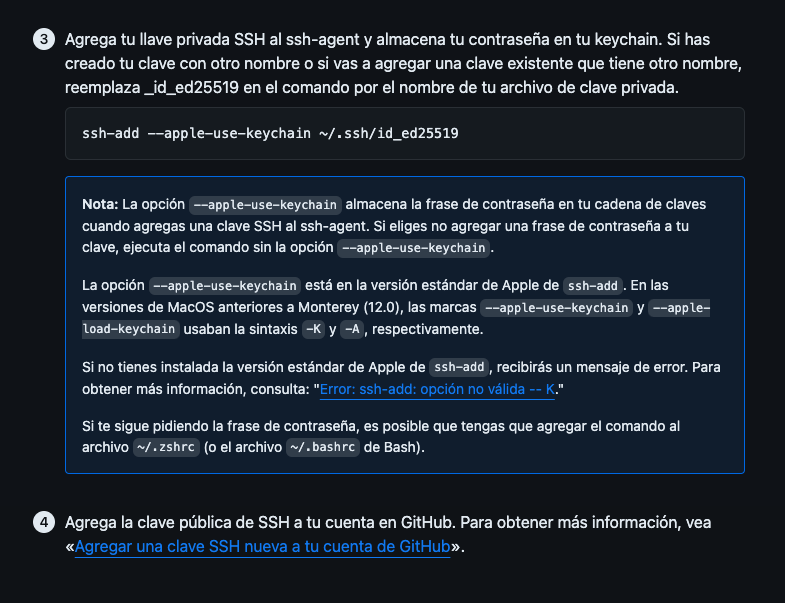 3
Agrega tu llave privada SSH al ssh-agent y almacena tu contraseña en tu keychain. Si has
creado tu clave con otro nombre o si vas a agregar una clave existente que tiene otro nombre,
reemplaza _id_ed25519 en el comando por el nombre de tu archivo de clave privada.
ssh-add --apple-use-keychain ~/.ssh/id_ed25519
Nota: La opción --apple-use-keychain almacena la frase de contraseña en tu cadena de claves
cuando agregas una clave SSH al ssh-agent. Si eliges no agregar una frase de contraseña a tu
clave, ejecuta el comando sin la opción --apple-use-keychain.
La opción --apple-use-keychain está en la versión estándar de Apple de ssh-add. En las
versiones de MacOS anteriores a Monterey (12.0), las marcas --apple-use-keychain y --apple-
load-keychain usaban la sintaxis -K y -A, respectivamente.
Si no tienes instalada la versión estándar de Apple de ssh-add, recibirás un mensaje de error. Para
obtener más información, consulta: "Error: ssh-add: opción no válida -- K."
Si te sigue pidiendo la frase de contraseña, es posible que tengas que agregar el comando al
archivo ~/.zshrc (o el archivo ~/.bashrc de Bash).
4
Agrega la clave pública de SSH a tu cuenta en GitHub. Para obtener más información, vea
«Agregar una clave SSH nueva a tu cuenta de GitHub».